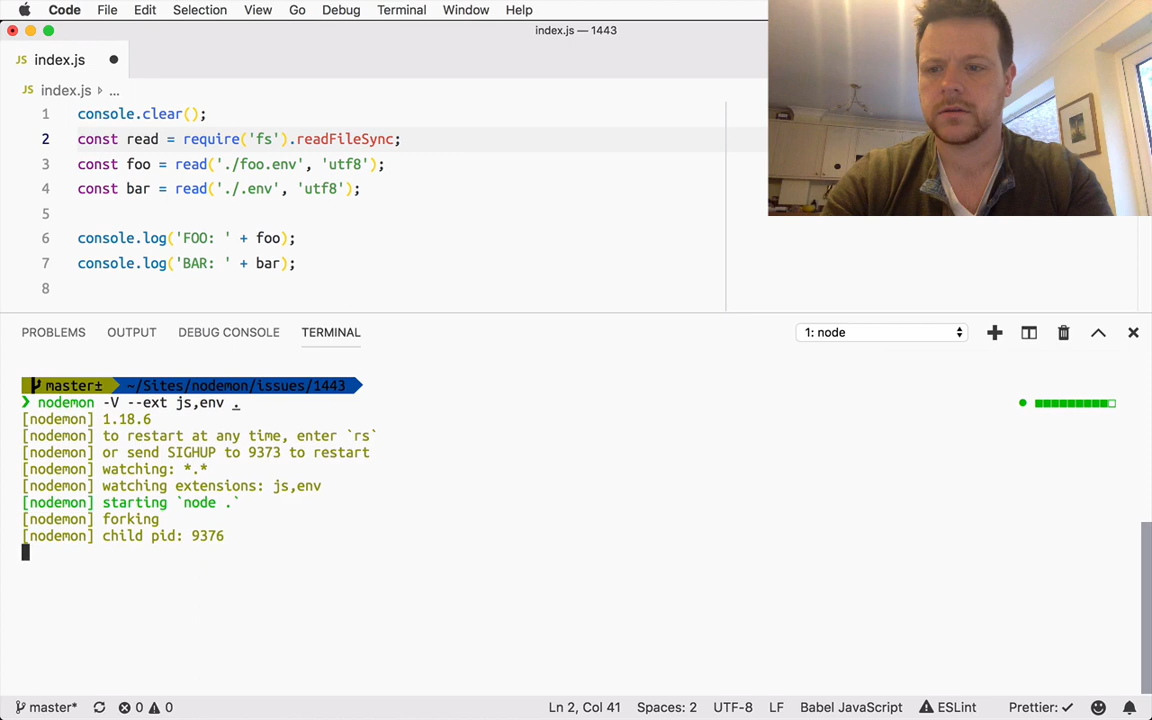 Code File Edit Selection View Go Debug Terminal Window Help
index.js — 1443
JS index.js
JS index.js ...
1 console.clear();
2 const read = require('fs').readFileSync;
3 const foo = read('./foo.env', 'utf8');
4 const bar = read('./.env', 'utf8');
5
6 console.log('FOO: ' + foo);
7 console.log('BAR: ' + bar);
8
PROBLEMS OUTPUT DEBUG CONSOLE TERMINAL 1: node
master± ~/Sites/nodemon/issues/1443
❯ nodemon -V --ext js,env .
[nodemon] 1.18.6
[nodemon] to restart at any time, enter `rs`
[nodemon] or send SIGHUP to 9373 to restart
[nodemon] watching: *.*
[nodemon] watching extensions: js,env
[nodemon] starting `node .`
[nodemon] forking
[nodemon] child pid: 9376
master* 0 0 Ln 2, Col 41 Spaces: 2 UTF-8 LF Babel JavaScript ESLint Prettier: ✓